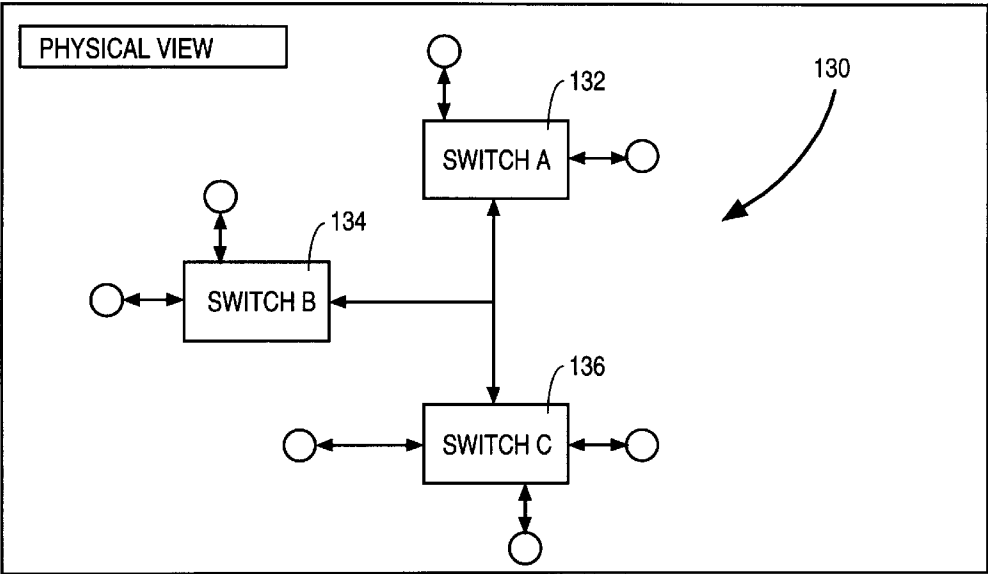 PHYSICAL VIEW
132
130
SWITCH A
134
SWITCH B
136
SWITCH C